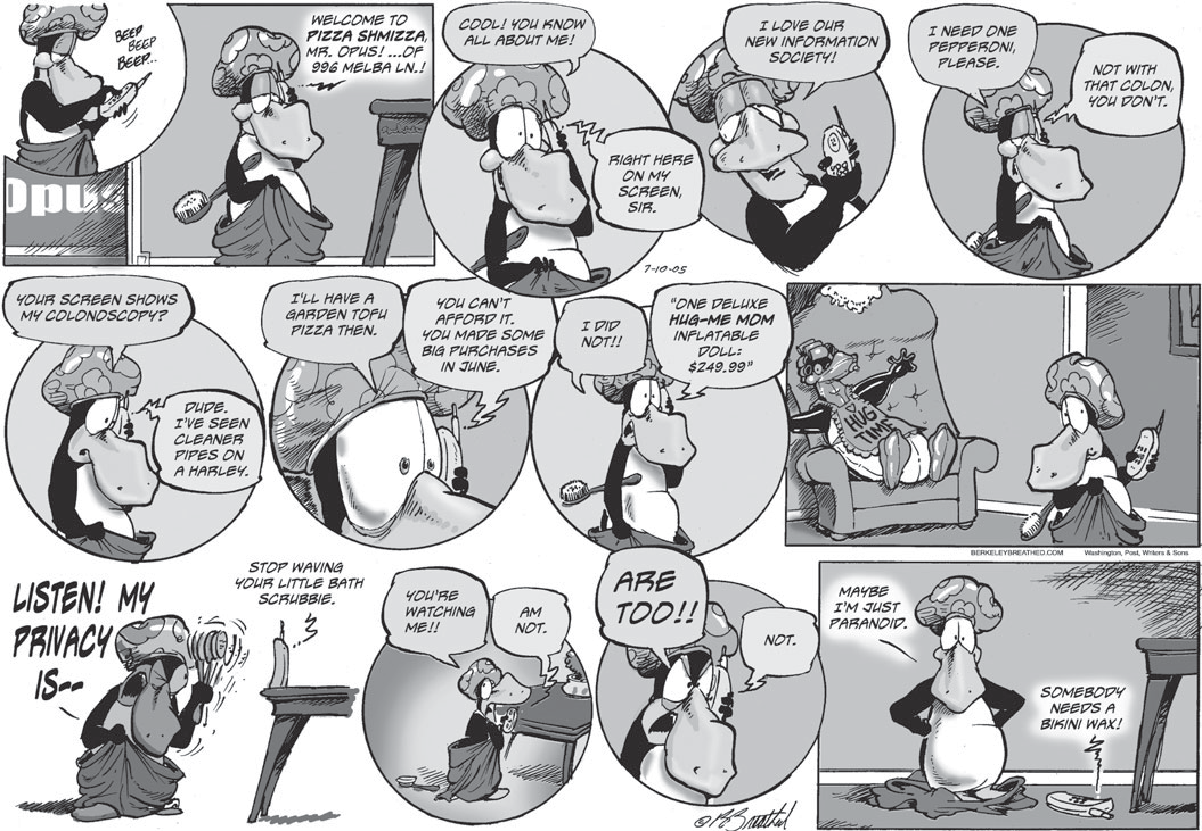 BEEP
BEEP
BEEP...
Opus
WELCOME TO
PIZZA SHMIZZA,
MR. OPUS! ...OF
996 MELBA LN.!
COOL! YOU KNOW
ALL ABOUT ME!
RIGHT HERE
ON MY
SCREEN,
SIR.
I LOVE OUR
NEW INFORMATION
SOCIETY!
I NEED ONE
PEPPERONI,
PLEASE.
NOT WITH
THAT COLON,
YOU DON'T.
7-10-05
YOUR SCREEN SHOWS
MY COLONOSCOPY?
DUDE.
I'VE SEEN
CLEANER
PIPES ON
A HARLEY.
I'LL HAVE A
GARDEN TOFU
PIZZA THEN.
YOU CAN'T
AFFORD IT.
YOU MADE SOME
BIG PURCHASES
IN JUNE.
I DID
NOT!!
"ONE DELUXE
HUG-ME MOM
INFLATABLE
DOLL:
$249.99"
HUG
TIME
BERKELEYBREATHED.COM Washington, Post, Writers & Sons
LISTEN! MY
PRIVACY
IS--
STOP WAVING
YOUR LITTLE BATH
SCRUBBIE.
YOU'RE
WATCHING
ME!!
AM
NOT.
ARE
TOO!!
NOT.
MAYBE
I'M JUST
PARANOID.
SOMEBODY
NEEDS A
BIKINI WAX!
© B Breathed